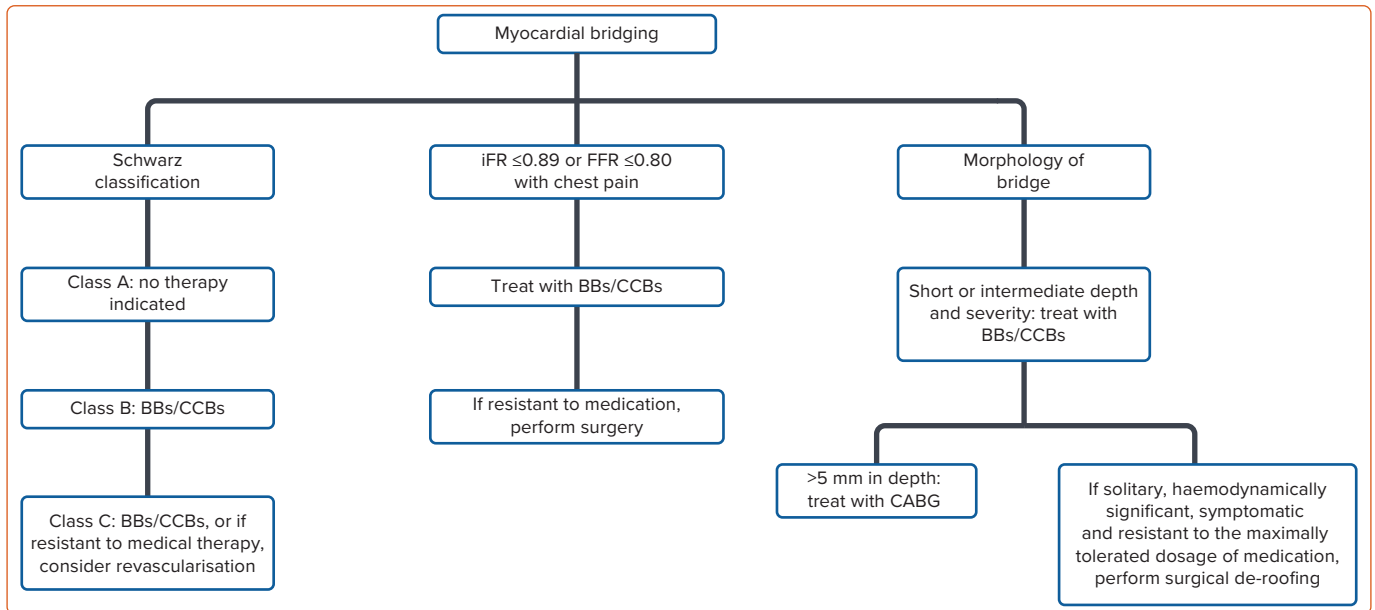 Myocardial bridging
Schwarz
classification
iFR ≤0.89 or FFR ≤0.80
with chest pain
Morphology of
bridge
Class A: no therapy
indicated
Treat with BBs/CCBs
Short or intermediate depth
and severity: treat with
BBs/CCBs
Class B: BBs/CCBs
If resistant to medication,
perform surgery
>5 mm in depth:
treat with CABG
If solitary, haemodynamically
significant, symptomatic
and resistant to the maximally
tolerated dosage of medication,
perform surgical de-roofing
Class C: BBs/CCBs, or if
resistant to medical therapy,
consider revascularisation